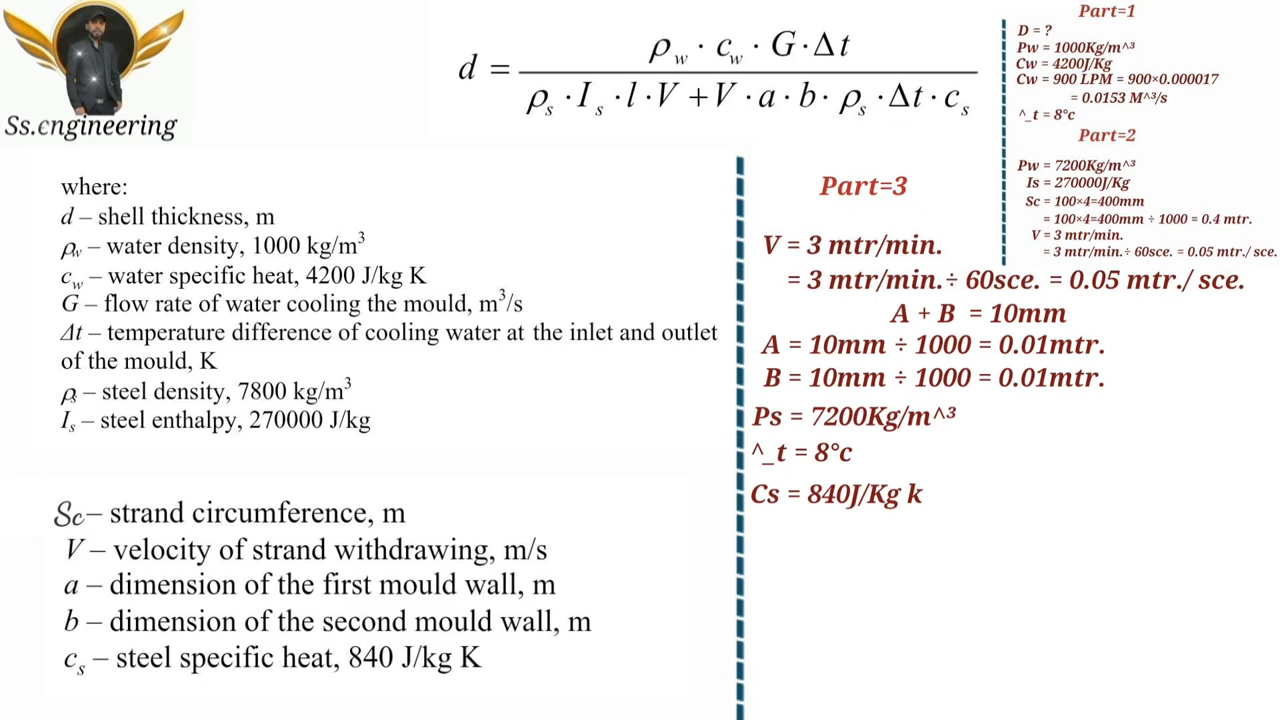 Ss.engineering
d = ρw · cw · G · Δt / ρs · Is · l · V + V · a · b · ρs · Δt · cs
where:
d – shell thickness, m
ρw – water density, 1000 kg/m³
cw – water specific heat, 4200 J/kg K
G – flow rate of water cooling the mould, m³/s
Δt – temperature difference of cooling water at the inlet and outlet
of the mould, K
ρs – steel density, 7800 kg/m³
Is – steel enthalpy, 270000 J/kg
Sc – strand circumference, m
V – velocity of strand withdrawing, m/s
a – dimension of the first mould wall, m
b – dimension of the second mould wall, m
cs – steel specific heat, 840 J/kg K
Part=1
D = ?
Pw = 1000Kg/m^³
Cw = 4200J/Kg
Cw = 900 LPM = 900×0.000017
= 0.0153 M^³/s
^_t = 8°c
Part=2
Pw = 7200Kg/m^³
Is = 270000J/Kg
Sc = 100×4=400mm
= 100×4=400mm ÷ 1000 = 0.4 mtr.
V = 3 mtr/min.
= 3 mtr/min.÷ 60sce. = 0.05 mtr./ sce.
Part=3
V = 3 mtr/min.
= 3 mtr/min.÷ 60sce. = 0.05 mtr./ sce.
A + B = 10mm
A = 10mm ÷ 1000 = 0.01mtr.
B = 10mm ÷ 1000 = 0.01mtr.
Ps = 7200Kg/m^³
^_t = 8°c
Cs = 840J/Kg k